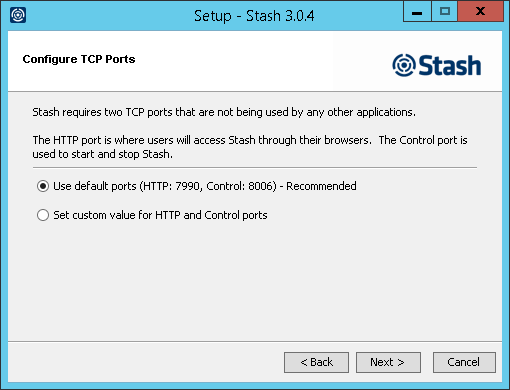 Setup - Stash 3.0.4
Configure TCP Ports
Stash
Stash requires two TCP ports that are not being used by any other applications.
The HTTP port is where users will access Stash through their browsers. The Control port is
used to start and stop Stash.
Use default ports (HTTP: 7990, Control: 8006) - Recommended
Set custom value for HTTP and Control ports
< Back
Next >
Cancel